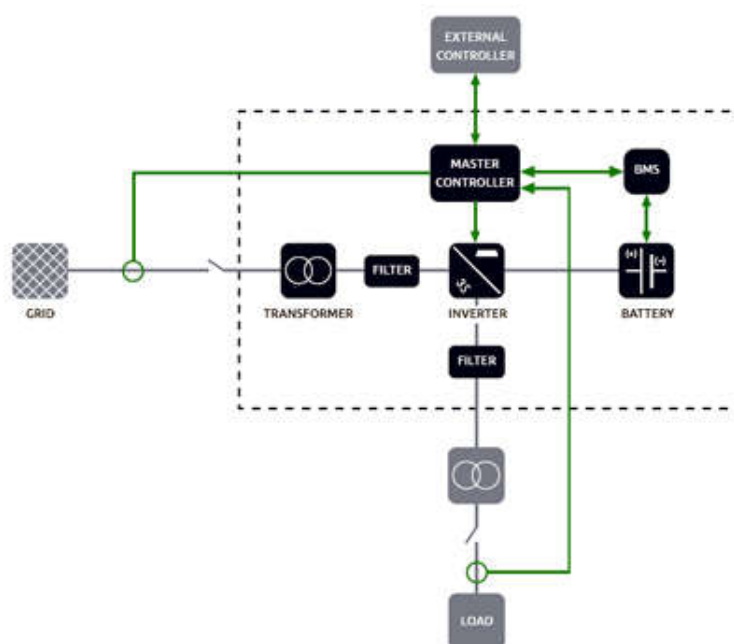 EXTERNAL
CONTROLLER
MASTER
CONTROLLER
BMS
FILTER
(+)
(-)
GRID
TRANSFORMER
INVERTER
BATTERY
FILTER
LOAD